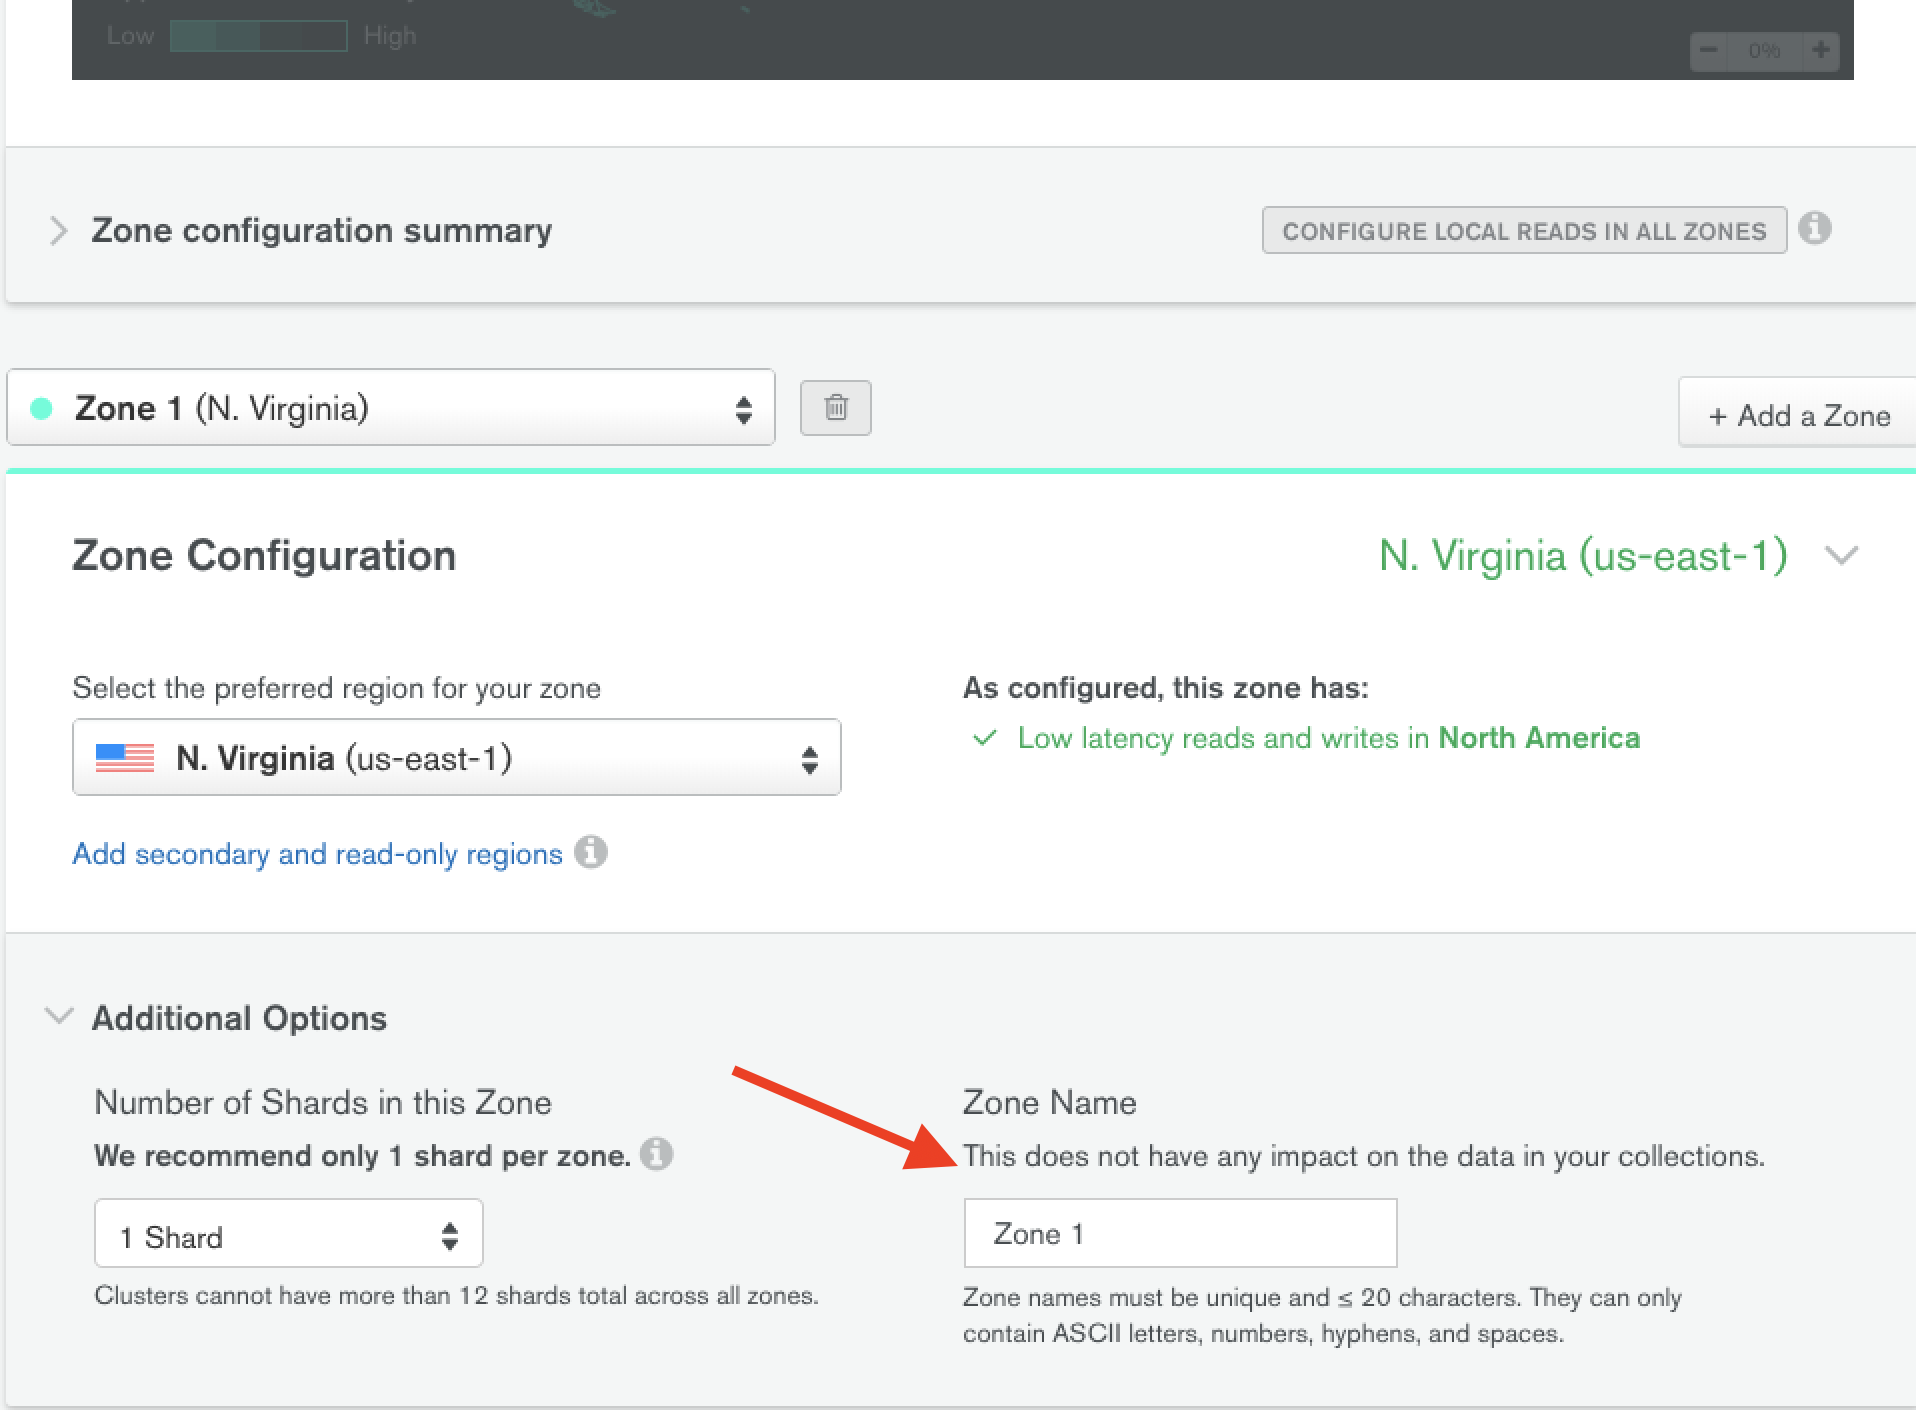 Low High
0%
Zone configuration summary
CONFIGURE LOCAL READS IN ALL ZONES
Zone 1 (N. Virginia)
+ Add a Zone
Zone Configuration
N. Virginia (us-east-1)
Select the preferred region for your zone
N. Virginia (us-east-1)
Add secondary and read-only regions
As configured, this zone has:
Low latency reads and writes in North America
Additional Options
Number of Shards in this Zone
We recommend only 1 shard per zone.
1 Shard
Clusters cannot have more than 12 shards total across all zones.
Zone Name
This does not have any impact on the data in your collections.
Zone 1
Zone names must be unique and ≤ 20 characters. They can only
contain ASCII letters, numbers, hyphens, and spaces.